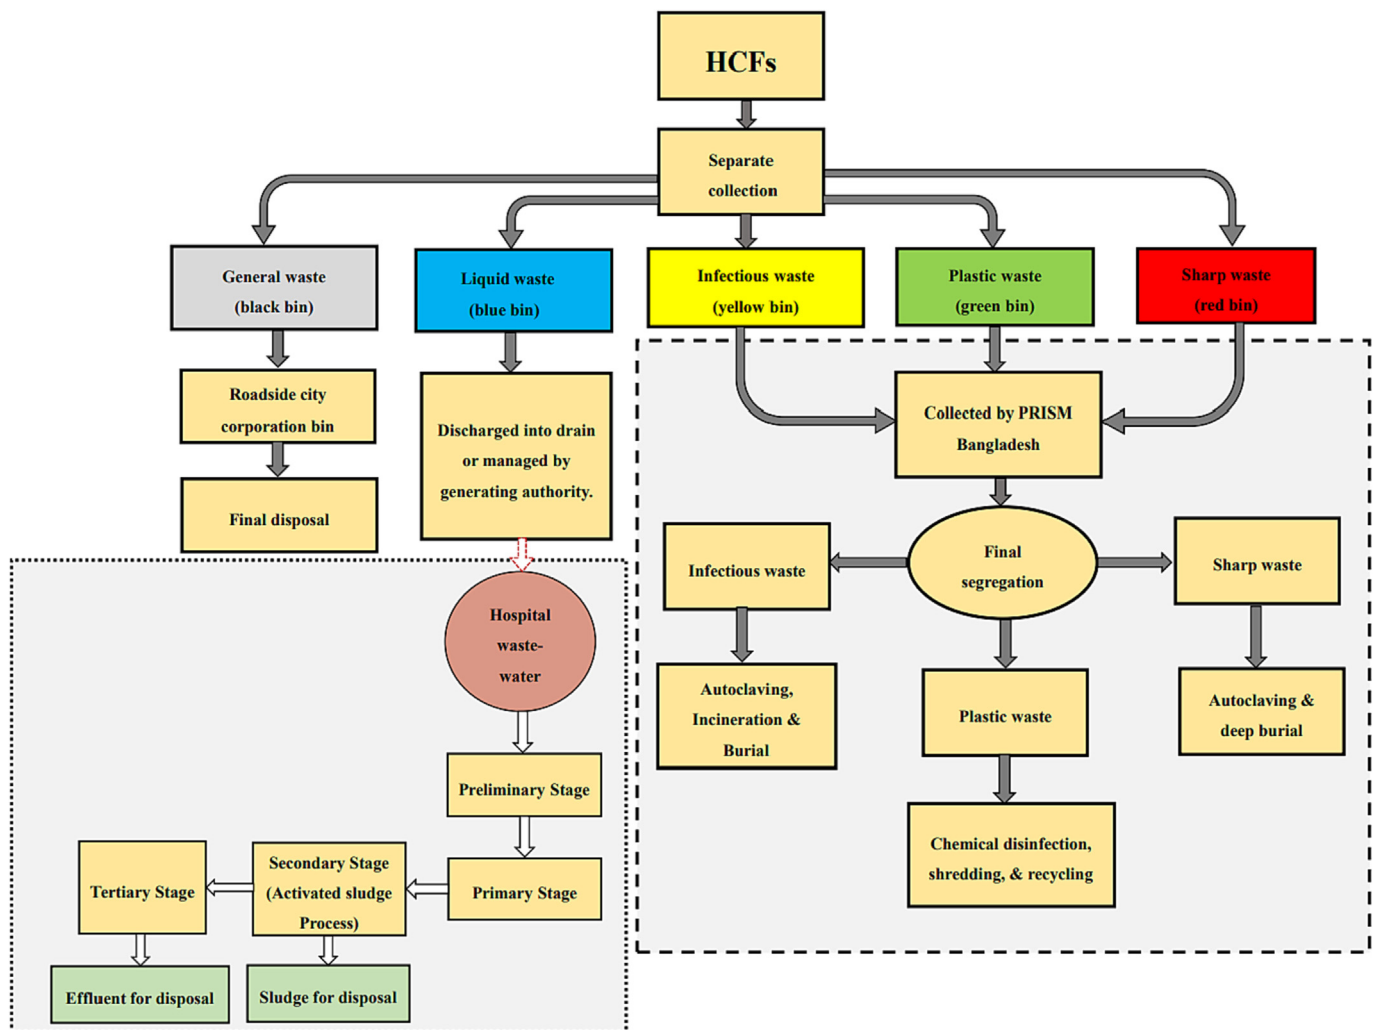 HCFs
Separate
collection
General waste
(black bin)
Liquid waste
(blue bin)
Infectious waste
(yellow bin)
Plastic waste
(green bin)
Sharp waste
(red bin)
Roadside city
corporation bin
Final disposal
Discharged into drain
or managed by
generating authority.
Collected by PRISM
Bangladesh
Final
segregation
Infectious waste
Sharp waste
Autoclaving,
Incineration &
Burial
Plastic waste
Autoclaving &
deep burial
Chemical disinfection,
shredding, & recycling
Hospital
waste-
water
Preliminary Stage
Primary Stage
Secondary Stage
(Activated sludge
Process)
Tertiary Stage
Effluent for disposal
Sludge for disposal